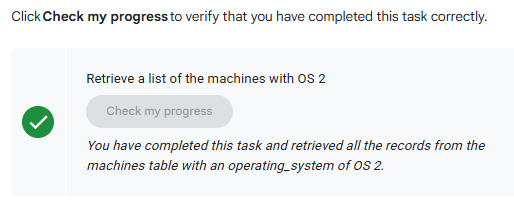 Click Check my progress to verify that you have completed this task correctly.
Retrieve a list of the machines with OS 2
Check my progress
You have completed this task and retrieved all the records from the
machines table with an operating_system of OS 2.